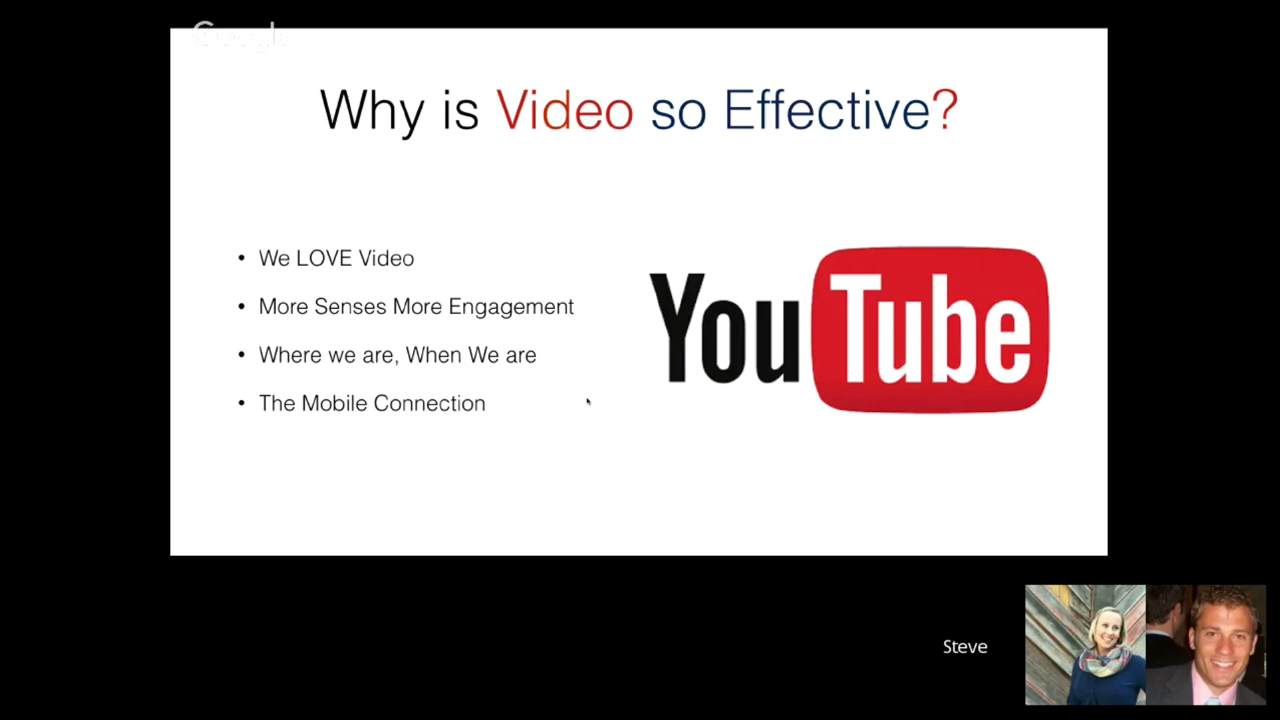 Google
Why is Video so Effective?
• We LOVE Video
• More Senses More Engagement
• Where we are, When We are
• The Mobile Connection
YouTube
Steve